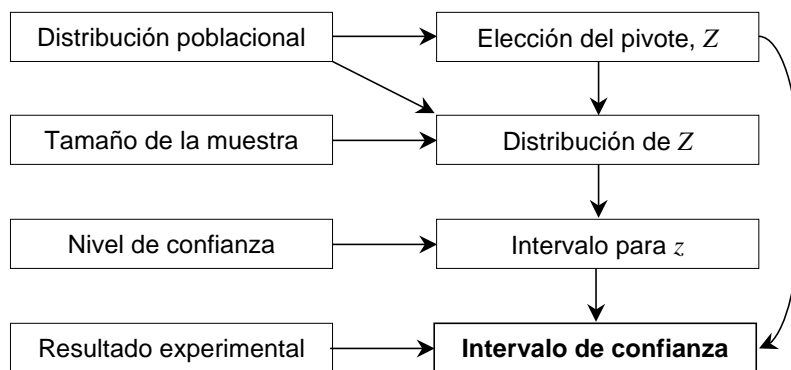 Distribución poblacional
Elección del pivote, Z
Tamaño de la muestra
Distribución de Z
Nivel de confianza
Intervalo para z
Resultado experimental
Intervalo de confianza